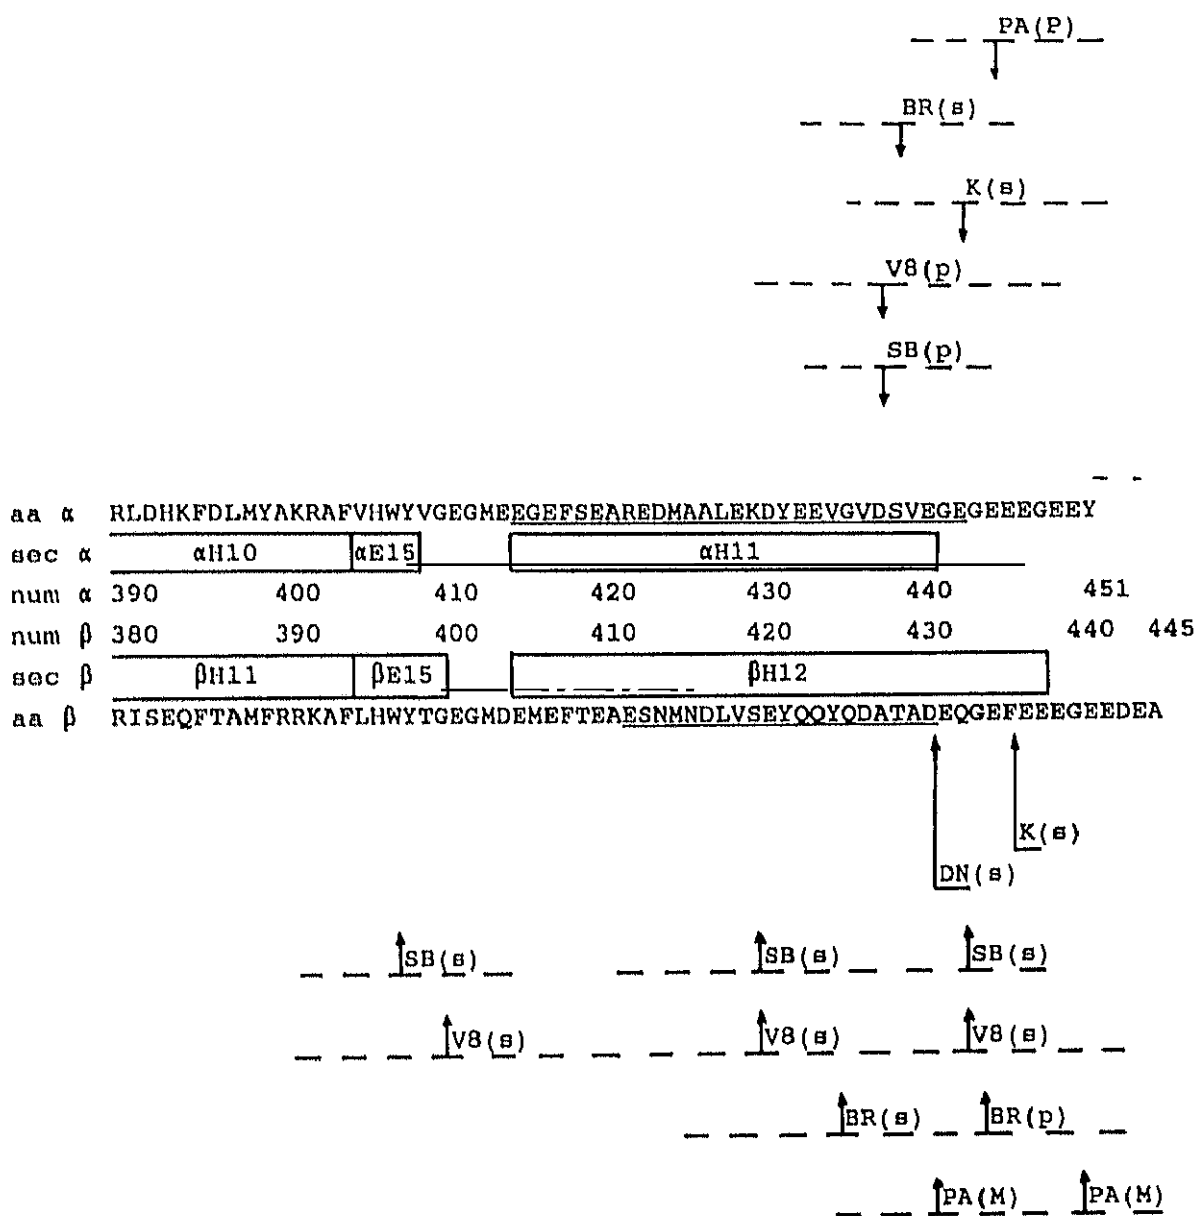 PA(P)
BR(s)
K(s)
V8(p)
SB(p)
aa α RLDHKFDLMYAKRAFVHWYVGEGMEEGEFSEAREDMAALEKDYEEVGVDSVEGEGEEEGEEY
sec α αH10 αE15 αH11
num α 390 400 410 420 430 440 451
num β 380 390 400 410 420 430 440 445
sec β βH11 βE15 βH12
aa β RISEQFTAMFRRKAFLHWYTGEGMDEMEFTEAESNMNDLVSEYQQYQDATADEQGEFEEEGEEDEA
K(s)
DN(s)
SB(s) SB(s) SB(s)
V8(s) V8(s) V8(s)
BR(s) BR(p)
PA(M) PA(M)